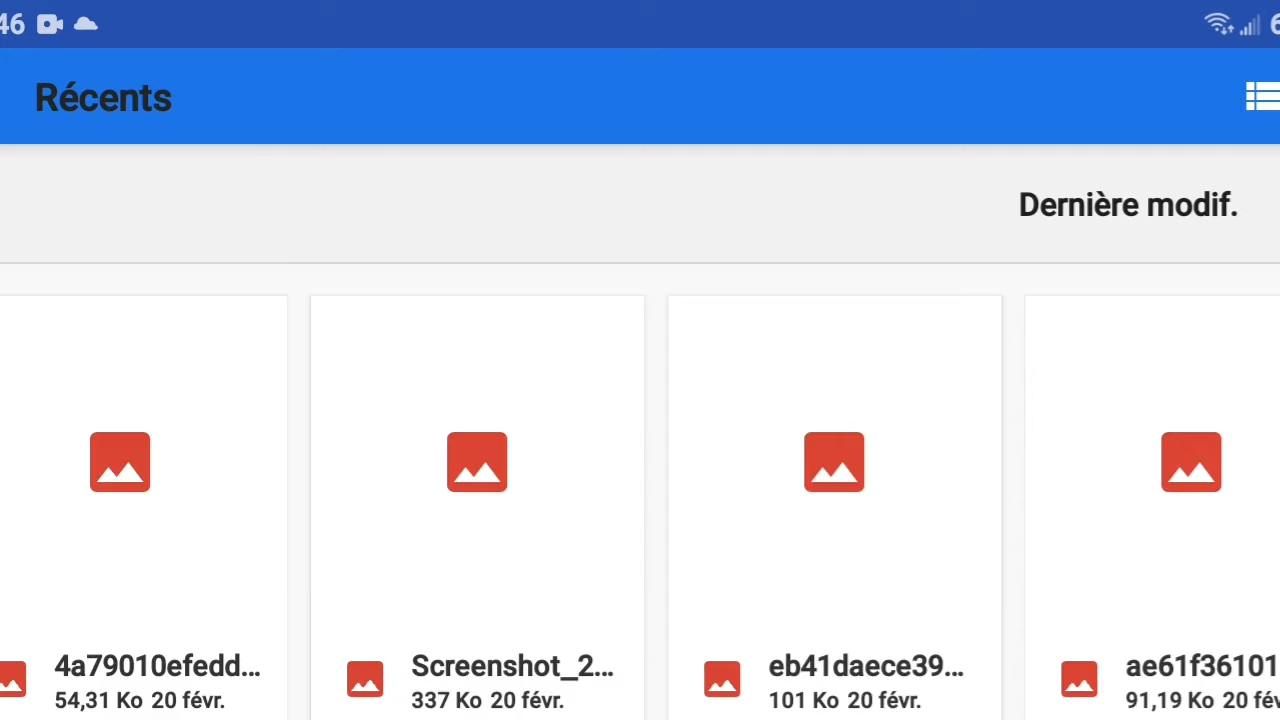 46
Récents
Dernière modif.
4a79010efedd...
54,31 Ko 20 févr.
Screenshot_2...
337 Ko 20 févr.
eb41daece39...
101 Ko 20 févr.
ae61f36101
91,19 Ko 20 fév